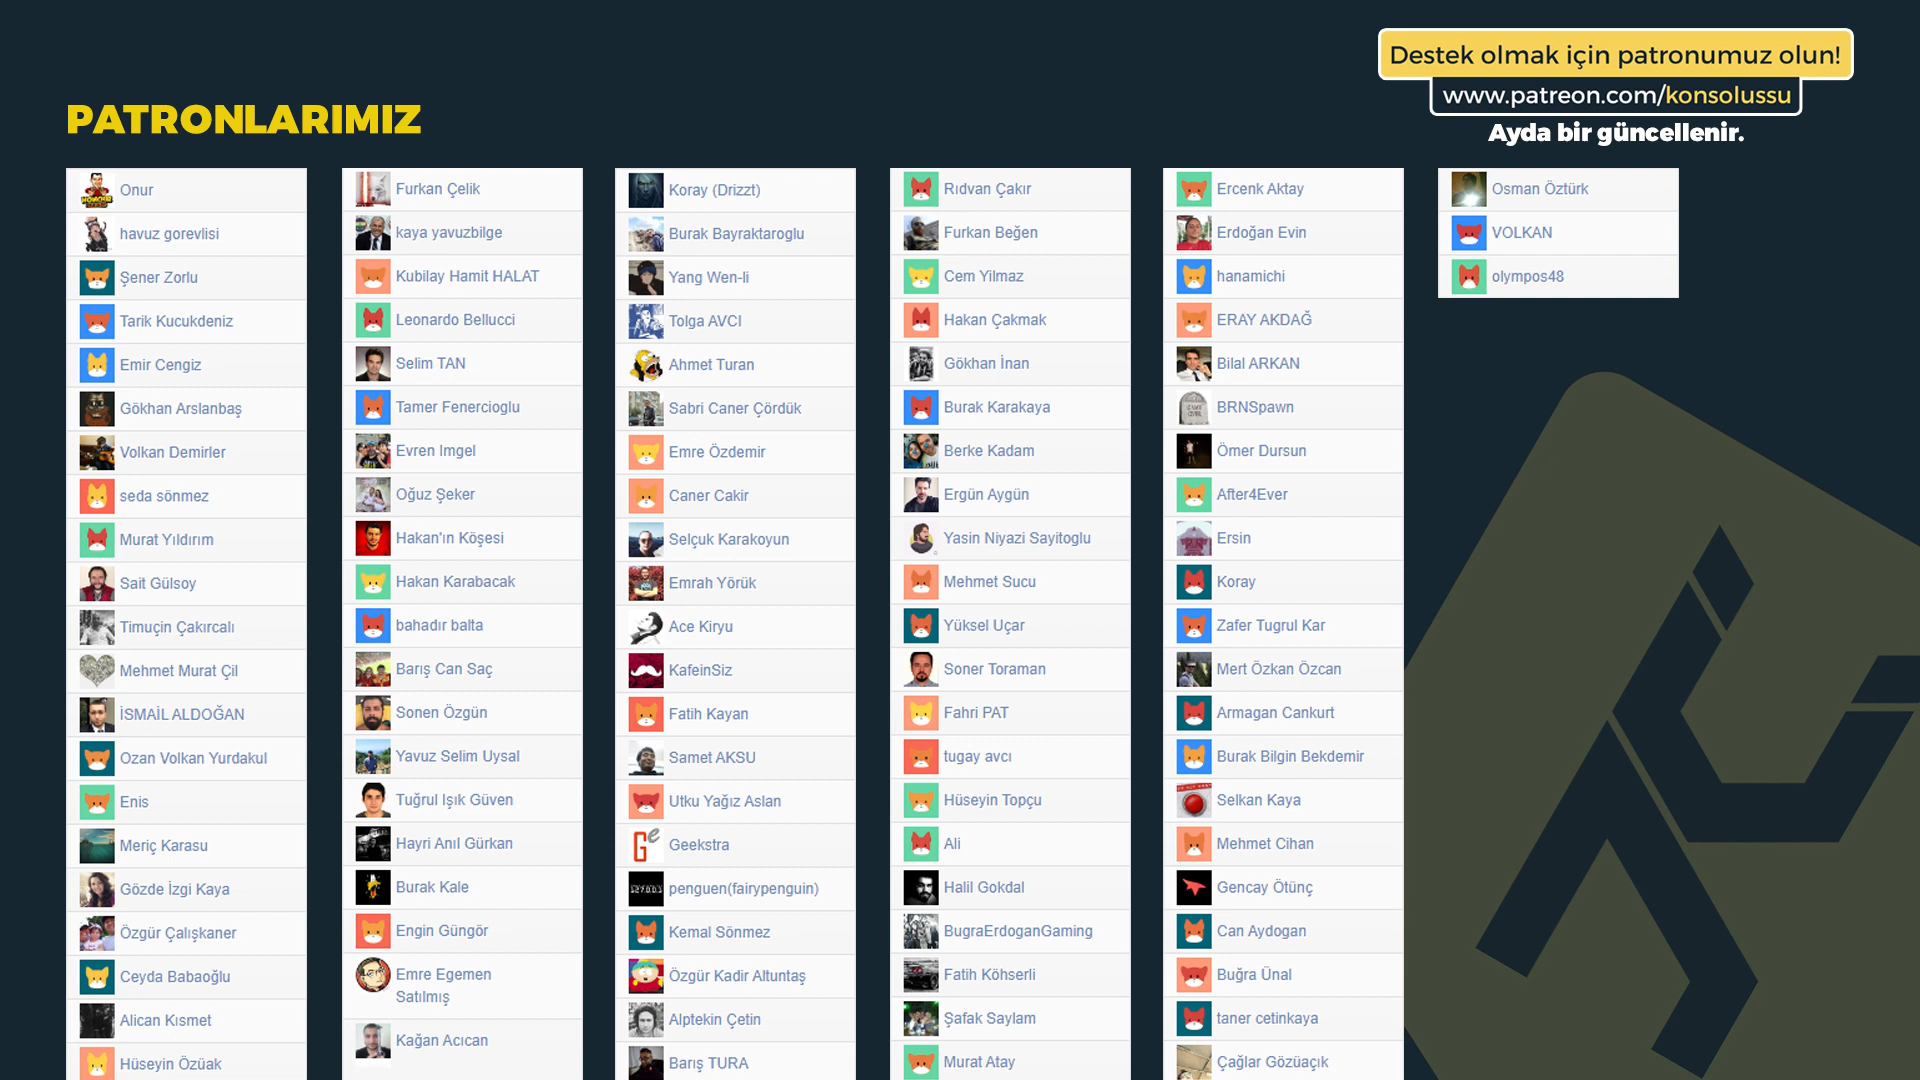 Destek olmak için patronumuz olun!
www.patreon.com/konsolussu
Ayda bir güncellenir.
PATRONLARIMIZ
Onur
havuz gorevlisi
Şener Zorlu
Tarik Kucukdeniz
Emir Cengiz
Gökhan Arslanbaş
Volkan Demirler
seda sönmez
Murat Yıldırım
Sait Gülsoy
Timuçin Çakırcalı
Mehmet Murat Çil
İSMAİL ALDOĞAN
Ozan Volkan Yurdakul
Enis
Meriç Karasu
Gözde İzgi Kaya
Özgür Çalışkaner
Ceyda Babaoğlu
Alican Kısmet
Hüseyin Özüak
Furkan Çelik
kaya yavuzbilge
Kubilay Hamit HALAT
Leonardo Bellucci
Selim TAN
Tamer Fenercioglu
Evren Imgel
Oğuz Şeker
Hakan'ın Köşesi
Hakan Karabacak
bahadır balta
Barış Can Saç
Sonen Özgün
Yavuz Selim Uysal
Tuğrul Işık Güven
Hayri Anıl Gürkan
Burak Kale
Engin Güngör
Emre Egemen
Satılmış
Kağan Acıcan
Koray (Drizzt)
Burak Bayraktaroglu
Yang Wen-li
Tolga AVCI
Ahmet Turan
Sabri Caner Çördük
Emre Özdemir
Caner Cakir
Selçuk Karakoyun
Emrah Yörük
Ace Kiryu
KafeinSiz
Fatih Kayan
Samet AKSU
Utku Yağız Aslan
Geekstra
penguen(fairypenguin)
Kemal Sönmez
Özgür Kadir Altuntaş
Alptekin Çetin
Barış TURA
Rıdvan Çakır
Furkan Beğen
Cem Yilmaz
Hakan Çakmak
Gökhan İnan
Burak Karakaya
Berke Kadam
Ergün Aygün
Yasin Niyazi Sayitoglu
Mehmet Sucu
Yüksel Uçar
Soner Toraman
Fahri PAT
tugay avcı
Hüseyin Topçu
Ali
Halil Gokdal
BugraErdoganGaming
Fatih Köhserli
Şafak Saylam
Murat Atay
Ercenk Aktay
Erdoğan Evin
hanamichi
ERAY AKDAĞ
Bilal ARKAN
BRNSpawn
Ömer Dursun
After4Ever
Ersin
Koray
Zafer Tugrul Kar
Mert Özkan Özcan
Armagan Cankurt
Burak Bilgin Bekdemir
Selkan Kaya
Mehmet Cihan
Gencay Ötünç
Can Aydogan
Buğra Ünal
taner cetinkaya
Çağlar Gözüaçık
Osman Öztürk
VOLKAN
olympos48